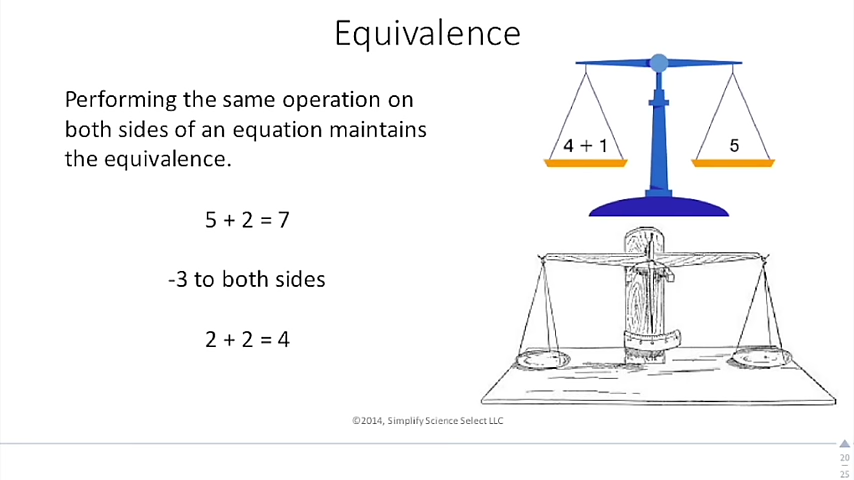 Equivalence
Performing the same operation on
both sides of an equation maintains
the equivalence.
5 + 2 = 7
-3 to both sides
2 + 2 = 4
4 + 1
5
©2014, Simplify Science Select LLC
20
25